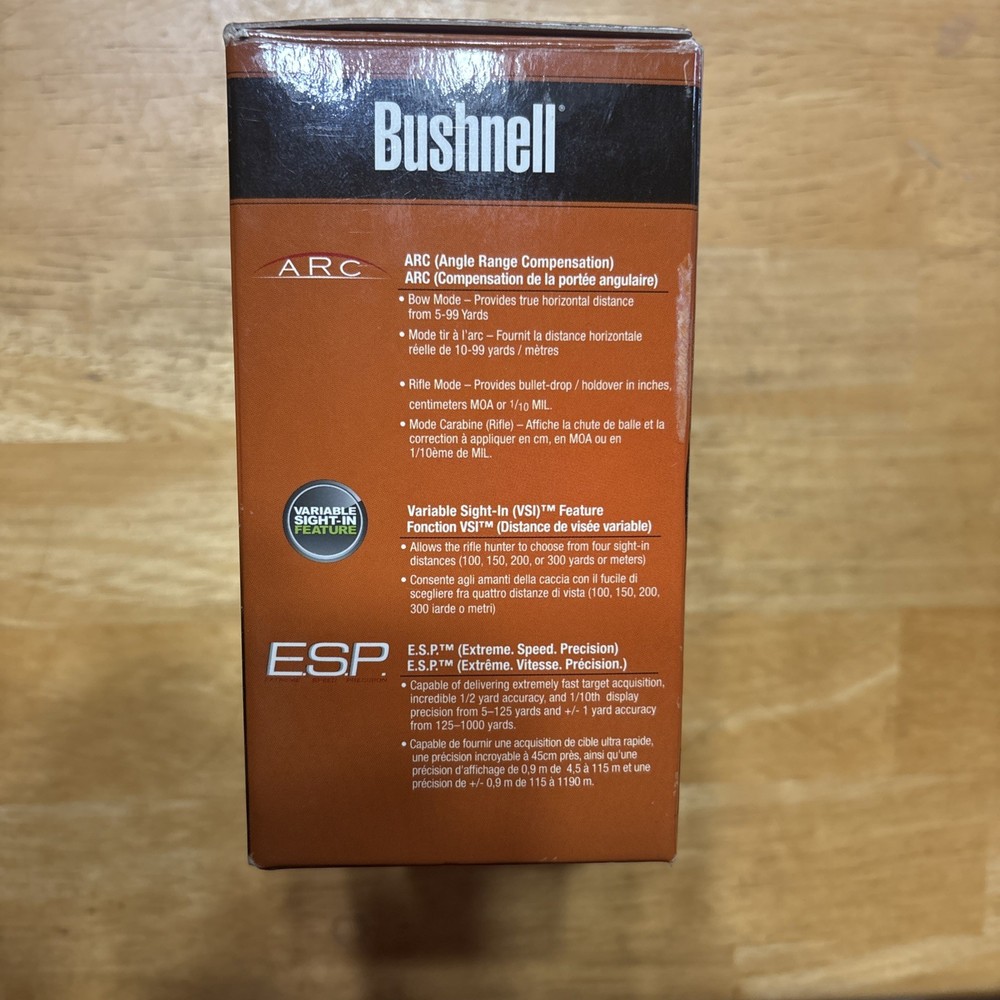 Bushnell®
ARC
ARC (Angle Range Compensation)
ARC (Compensation de la portée angulaire)
• Bow Mode – Provides true horizontal distance
from 5-99 Yards
• Mode tir à l'arc – Fournit la distance horizontale
réelle de 10-99 yards / mètres
• Rifle Mode – Provides bullet-drop / holdover in inches,
centimeters MOA or 1/10 MIL.
• Mode Carabine (Rifle) – Affiche la chute de balle et la
correction à appliquer en cm, en MOA ou en
1/10ème de MIL.
VARIABLE
SIGHT-IN
FEATURE
Variable Sight-In (VSI)™ Feature
Fonction VSI™ (Distance de visée variable)
• Allows the rifle hunter to choose from four sight-in
distances (100, 150, 200, or 300 yards or meters)
• Consente agli amanti della caccia con il fucile di
scegliere fra quattro distanze di vista (100, 150, 200,
300 iarde o metri)
E.S.P.
E.S.P.™ (Extreme. Speed. Precision)
E.S.P.™ (Extrême. Vitesse. Précision.)
• Capable of delivering extremely fast target acquisition,
incredible 1/2 yard accuracy, and 1/10th display
precision from 5–125 yards and +/- 1 yard accuracy
from 125–1000 yards.
• Capable de fournir une acquisition de cible ultra rapide,
une précision incroyable à 45cm près, ainsi qu'une
précision d'affichage de 0,9 m de 4,5 à 115 m et une
précision de +/- 0,9 m de 115 à 1190 m.